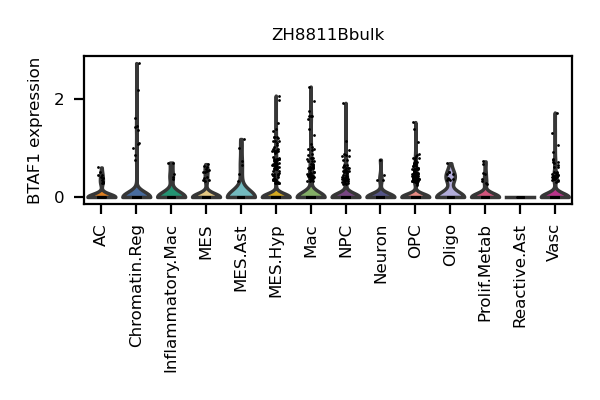 ZH8811Bbulk
BTAF1 expression
2
0
AC
Chromatin.Reg
Inflammatory.Mac
MES
MES.Ast
MES.Hyp
Mac
NPC
Neuron
OPC
Oligo
Prolif.Metab
Reactive.Ast
Vasc